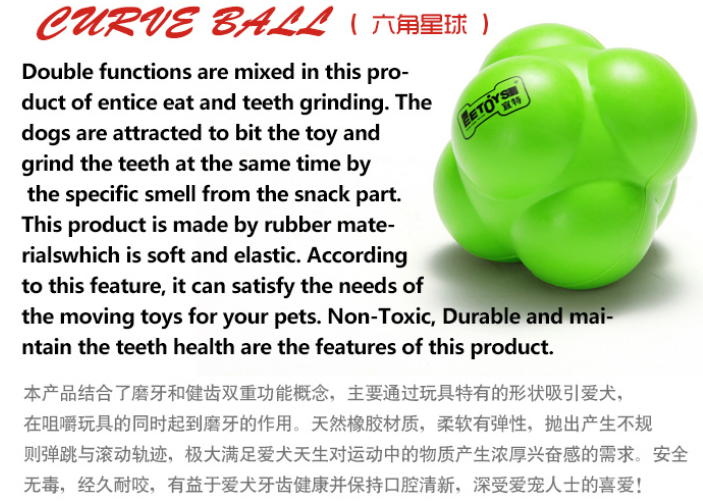 CURVE BALL ( 六角星球 )
EETOYS
宜特
Double functions are mixed in this pro-
duct of entice eat and teeth grinding. The
dogs are attracted to bit the toy and
grind the teeth at the same time by
the specific smell from the snack part.
This product is made by rubber mate-
rialswhich is soft and elastic. According
to this feature, it can satisfy the needs of
the moving toys for your pets. Non-Toxic, Durable and mai-
ntain the teeth health are the features of this product.
本产品结合了磨牙和健齿双重功能概念，主要通过玩具特有的形状吸引爱犬，
在咀嚼玩具的同时起到磨牙的作用。天然橡胶材质，柔软有弹性，抛出产生不规
则弹跳与滚动轨迹，极大满足爱犬天生对运动中的物质产生浓厚兴奋感的需求。安全
无毒，经久耐咬，有益于爱犬牙齿健康并保持口腔清新，深受爱宠人士的喜爱！